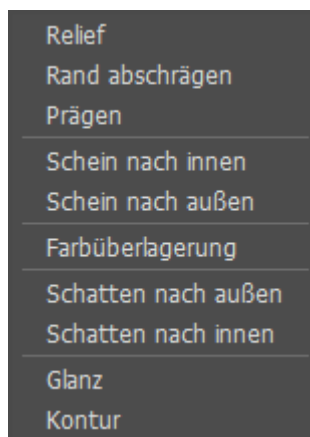 Relief
Rand abschrägen
Prägen
Schein nach innen
Schein nach außen
Farbüberlagerung
Schatten nach außen
Schatten nach innen
Glanz
Kontur